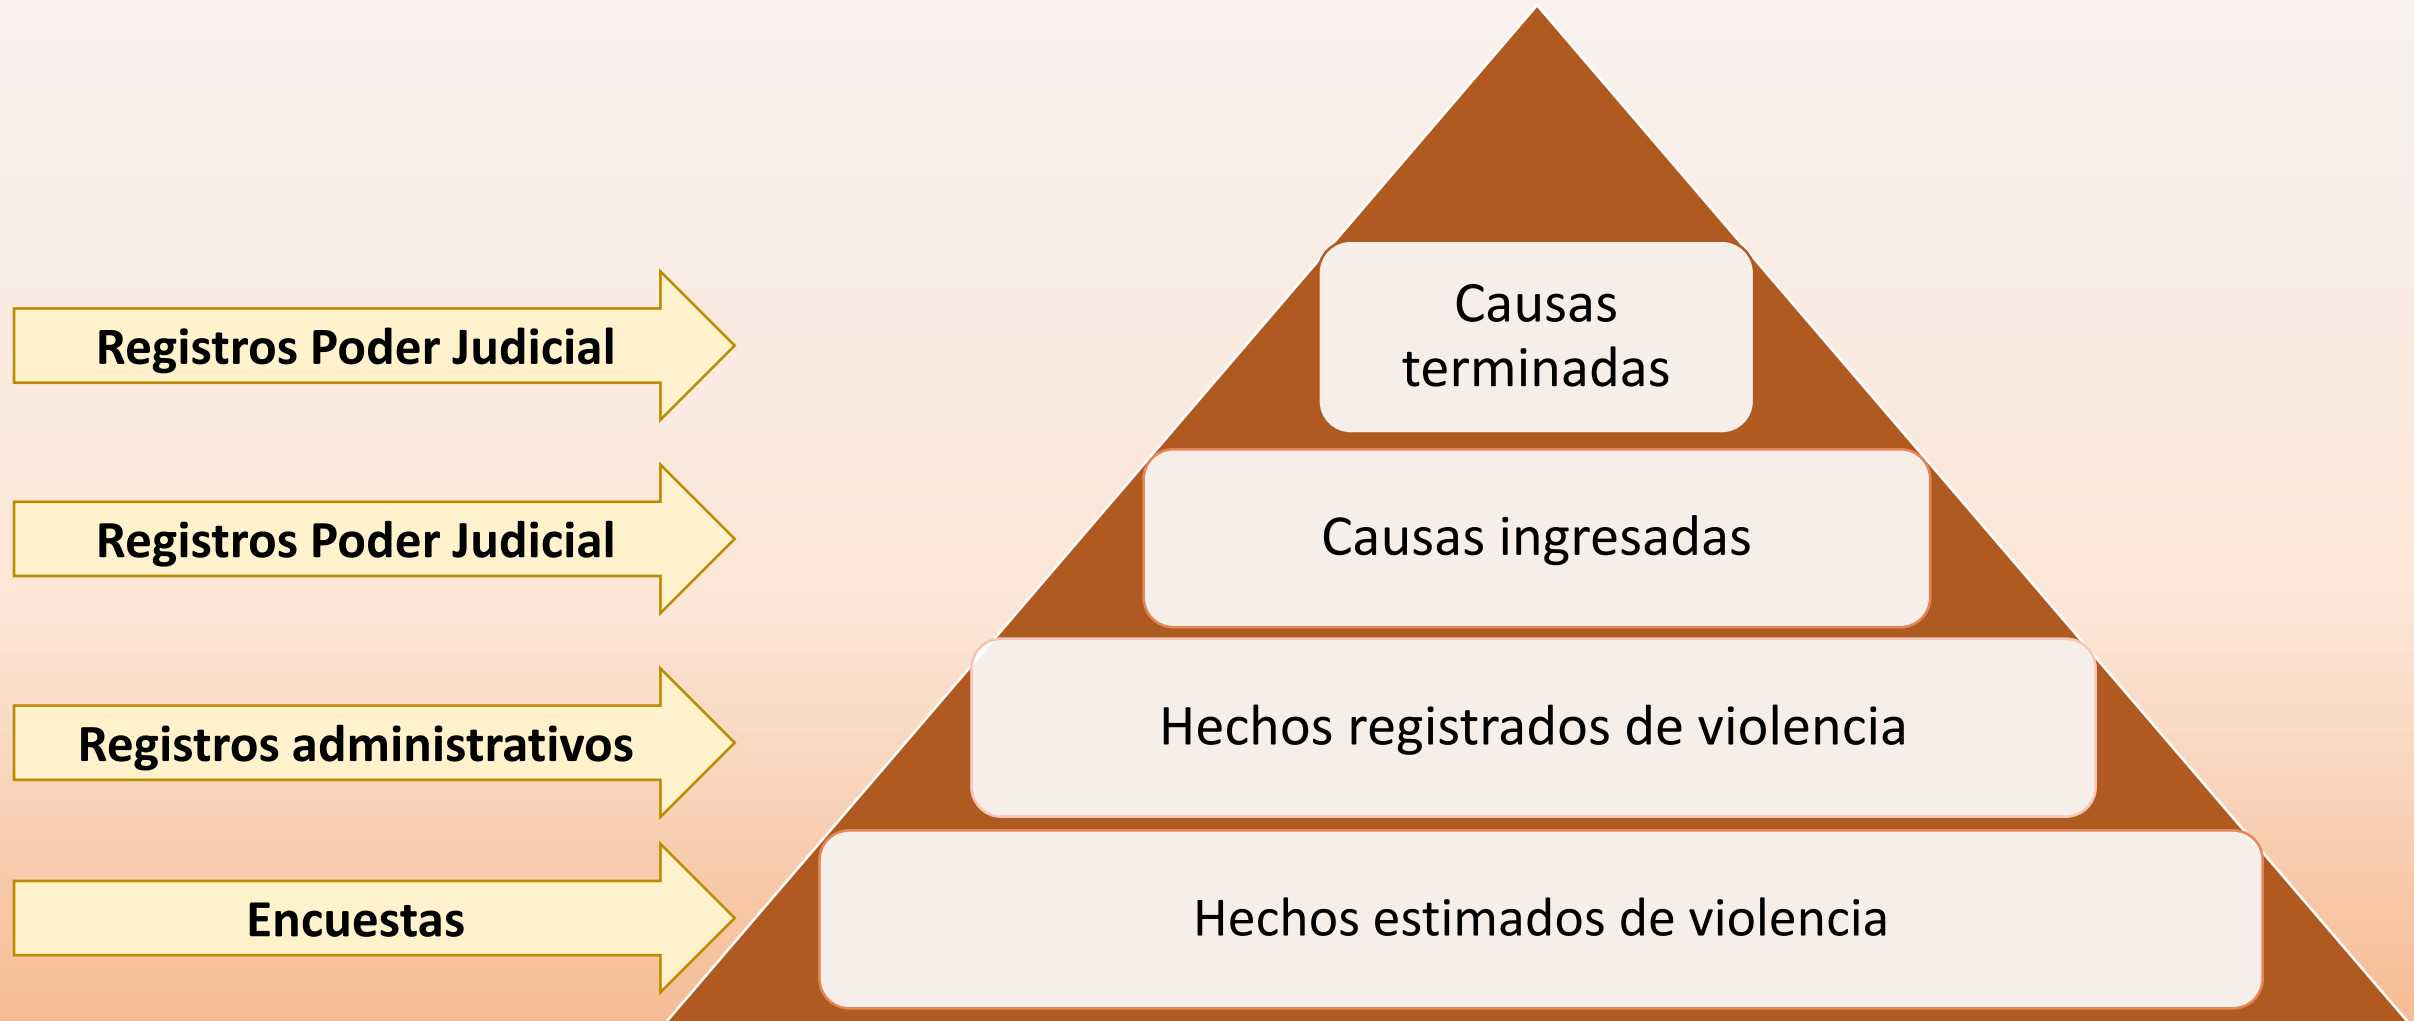 Registros Poder Judicial
Causas
terminadas
Registros Poder Judicial
Causas ingresadas
Registros administrativos
Hechos registrados de violencia
Encuestas
Hechos estimados de violencia